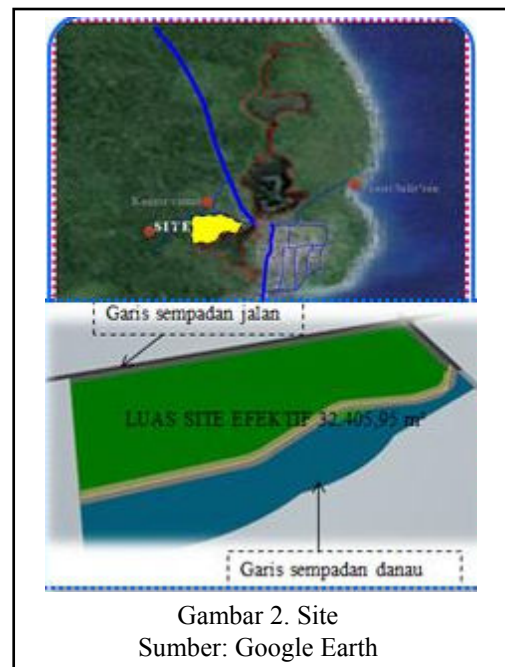 SITE
Garis sempadan jalan
LUAS SITE EFEKTIF 32.405,95 m²
Garis sempadan danau
Gambar 2. Site
Sumber: Google Earth